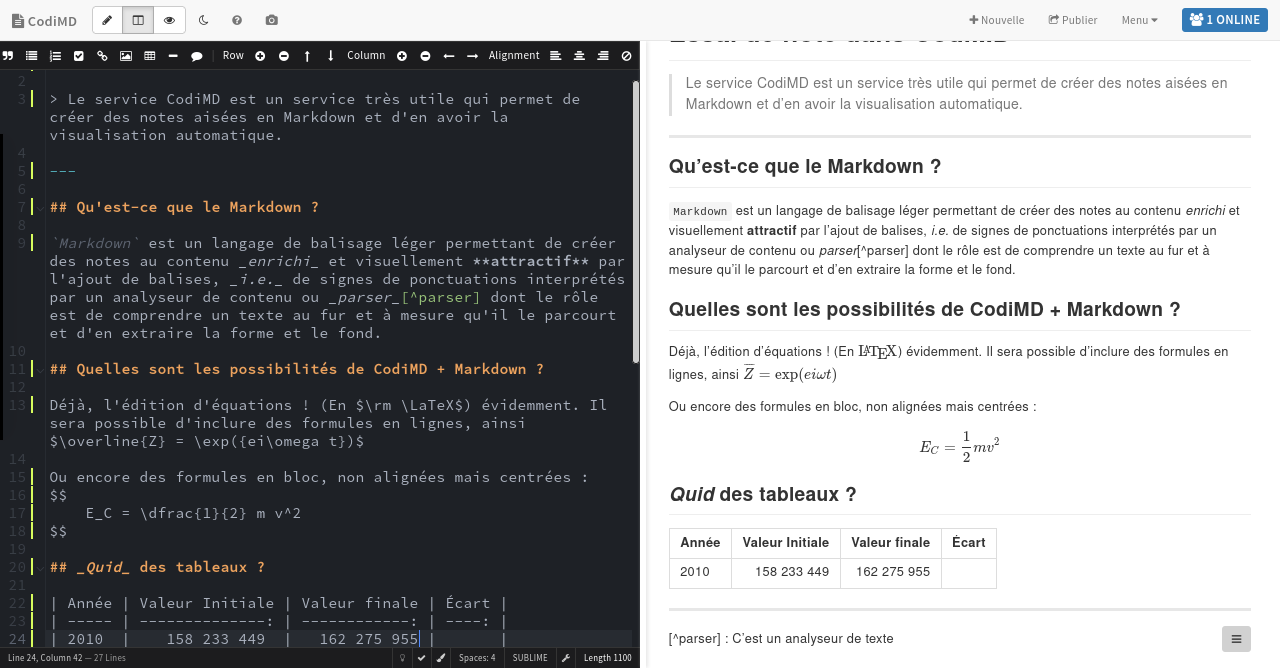 CodiMD
Nouvelle
Publier
Menu
1 ONLINE
Row
Column
Alignment
2
3
> Le service CodiMD est un service très utile qui permet de
créer des notes aisées en Markdown et d'en avoir la
visualisation automatique.
4
5
---
6
7
## Qu'est-ce que le Markdown ?
8
9
`Markdown` est un langage de balisage léger permettant de créer
des notes au contenu _enrichi_ et visuellement **attractif** par
l'ajout de balises, _i.e._ de signes de ponctuations interprétés
par un analyseur de contenu ou _parser_[^parser] dont le rôle
est de comprendre un texte au fur et à mesure qu'il le parcourt
et d'en extraire la forme et le fond.
10
11
## Quelles sont les possibilités de CodiMD + Markdown ?
12
13
Déjà, l'édition d'équations ! (En $\rm \LaTeX$) évidemment. Il
sera possible d'inclure des formules en lignes, ainsi
$\overline{Z} = \exp({ei\omega t})$
14
15
Ou encore des formules en bloc, non alignées mais centrées :
16
$$
17
E_C = \dfrac{1}{2} m v^2
18
$$
19
20
## _Quid_ des tableaux ?
21
22
| Année | Valeur Initiale | Valeur finale | Écart |
23
| ----- | --------------: | ------------: | ----: |
24
| 2010 | 158 233 449 | 162 275 955 | |
Line 24, Column 42 — 27 Lines
Spaces: 4
SUBLIME
Length 1100
Essai de note dans CodiMD
Le service CodiMD est un service très utile qui permet de créer des notes aisées en
Markdown et d’en avoir la visualisation automatique.
Qu’est-ce que le Markdown ?
Markdown est un langage de balisage léger permettant de créer des notes au contenu enrichi et
visuellement attractif par l’ajout de balises, i.e. de signes de ponctuations interprétés par un
analyseur de contenu ou parser[^parser] dont le rôle est de comprendre un texte au fur et à
mesure qu’il le parcourt et d’en extraire la forme et le fond.
Quelles sont les possibilités de CodiMD + Markdown ?
Déjà, l’édition d’équations ! (En LATEX) évidemment. Il sera possible d’inclure des formules en
lignes, ainsi Z̅ = exp(eiωt)
Ou encore des formules en bloc, non alignées mais centrées :
E_C = 1/2 mv²
Quid des tableaux ?
Année Valeur Initiale Valeur finale Écart
2010 158 233 449 162 275 955
[^parser] : C’est un analyseur de texte